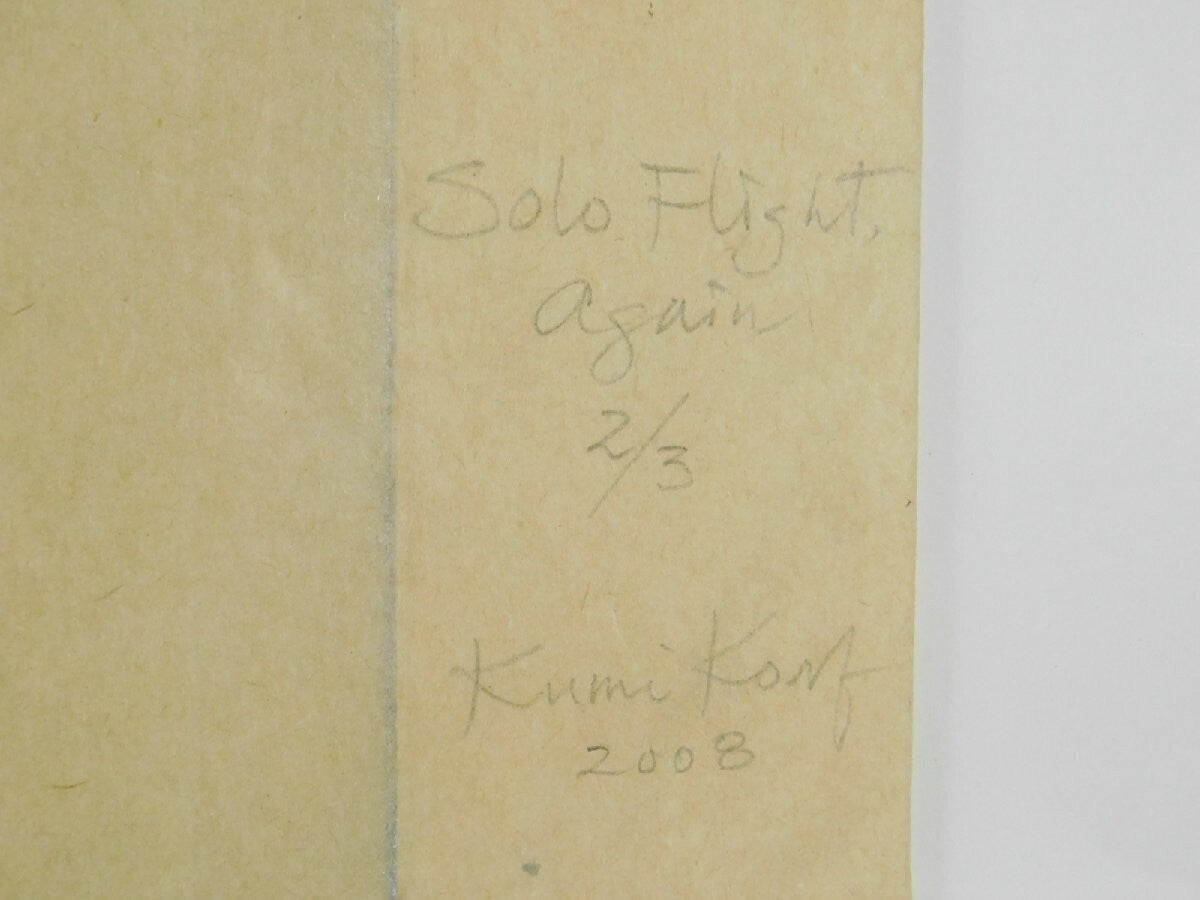 Solo Flight,
Again
2/3
Kumi Korf
2008